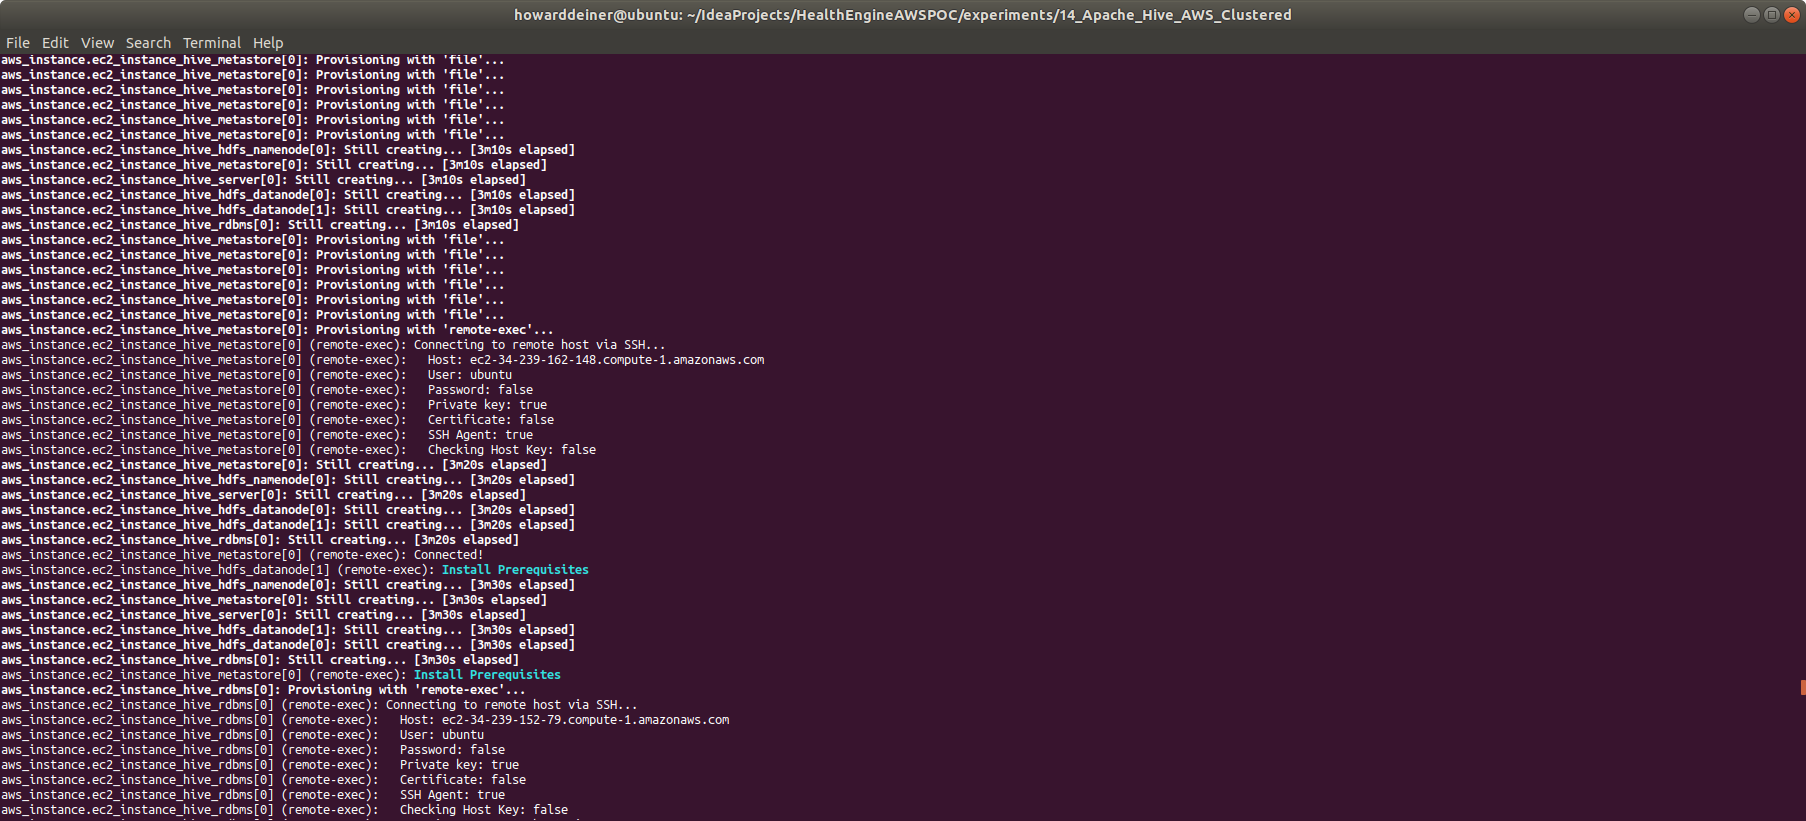 howarddeiner@ubuntu: ~/IdeaProjects/HealthEngineAWSPOC/experiments/14_Apache_Hive_AWS_Clustered
File Edit View Search Terminal Help
aws_instance.ec2_instance_hive_metastore[0]: Provisioning with 'file'...
aws_instance.ec2_instance_hive_metastore[0]: Provisioning with 'file'...
aws_instance.ec2_instance_hive_metastore[0]: Provisioning with 'file'...
aws_instance.ec2_instance_hive_metastore[0]: Provisioning with 'file'...
aws_instance.ec2_instance_hive_metastore[0]: Provisioning with 'file'...
aws_instance.ec2_instance_hive_metastore[0]: Provisioning with 'file'...
aws_instance.ec2_instance_hive_hdfs_namenode[0]: Still creating... [3m10s elapsed]
aws_instance.ec2_instance_hive_metastore[0]: Still creating... [3m10s elapsed]
aws_instance.ec2_instance_hive_server[0]: Still creating... [3m10s elapsed]
aws_instance.ec2_instance_hive_hdfs_datanode[0]: Still creating... [3m10s elapsed]
aws_instance.ec2_instance_hive_hdfs_datanode[1]: Still creating... [3m10s elapsed]
aws_instance.ec2_instance_hive_rdbms[0]: Still creating... [3m10s elapsed]
aws_instance.ec2_instance_hive_metastore[0]: Provisioning with 'file'...
aws_instance.ec2_instance_hive_metastore[0]: Provisioning with 'file'...
aws_instance.ec2_instance_hive_metastore[0]: Provisioning with 'file'...
aws_instance.ec2_instance_hive_metastore[0]: Provisioning with 'file'...
aws_instance.ec2_instance_hive_metastore[0]: Provisioning with 'file'...
aws_instance.ec2_instance_hive_metastore[0]: Provisioning with 'file'...
aws_instance.ec2_instance_hive_metastore[0]: Provisioning with 'remote-exec'...
aws_instance.ec2_instance_hive_metastore[0] (remote-exec): Connecting to remote host via SSH...
aws_instance.ec2_instance_hive_metastore[0] (remote-exec):   Host: ec2-34-239-162-148.compute-1.amazonaws.com
aws_instance.ec2_instance_hive_metastore[0] (remote-exec):   User: ubuntu
aws_instance.ec2_instance_hive_metastore[0] (remote-exec):   Password: false
aws_instance.ec2_instance_hive_metastore[0] (remote-exec):   Private key: true
aws_instance.ec2_instance_hive_metastore[0] (remote-exec):   Certificate: false
aws_instance.ec2_instance_hive_metastore[0] (remote-exec):   SSH Agent: true
aws_instance.ec2_instance_hive_metastore[0] (remote-exec):   Checking Host Key: false
aws_instance.ec2_instance_hive_metastore[0]: Still creating... [3m20s elapsed]
aws_instance.ec2_instance_hive_hdfs_namenode[0]: Still creating... [3m20s elapsed]
aws_instance.ec2_instance_hive_server[0]: Still creating... [3m20s elapsed]
aws_instance.ec2_instance_hive_hdfs_datanode[0]: Still creating... [3m20s elapsed]
aws_instance.ec2_instance_hive_hdfs_datanode[1]: Still creating... [3m20s elapsed]
aws_instance.ec2_instance_hive_rdbms[0]: Still creating... [3m20s elapsed]
aws_instance.ec2_instance_hive_metastore[0] (remote-exec): Connected!
aws_instance.ec2_instance_hive_hdfs_datanode[1] (remote-exec): Install Prerequisites
aws_instance.ec2_instance_hive_hdfs_namenode[0]: Still creating... [3m30s elapsed]
aws_instance.ec2_instance_hive_metastore[0]: Still creating... [3m30s elapsed]
aws_instance.ec2_instance_hive_server[0]: Still creating... [3m30s elapsed]
aws_instance.ec2_instance_hive_hdfs_datanode[1]: Still creating... [3m30s elapsed]
aws_instance.ec2_instance_hive_hdfs_datanode[0]: Still creating... [3m30s elapsed]
aws_instance.ec2_instance_hive_rdbms[0]: Still creating... [3m30s elapsed]
aws_instance.ec2_instance_hive_metastore[0] (remote-exec): Install Prerequisites
aws_instance.ec2_instance_hive_rdbms[0]: Provisioning with 'remote-exec'...
aws_instance.ec2_instance_hive_rdbms[0] (remote-exec): Connecting to remote host via SSH...
aws_instance.ec2_instance_hive_rdbms[0] (remote-exec):   Host: ec2-34-239-152-79.compute-1.amazonaws.com
aws_instance.ec2_instance_hive_rdbms[0] (remote-exec):   User: ubuntu
aws_instance.ec2_instance_hive_rdbms[0] (remote-exec):   Password: false
aws_instance.ec2_instance_hive_rdbms[0] (remote-exec):   Private key: true
aws_instance.ec2_instance_hive_rdbms[0] (remote-exec):   Certificate: false
aws_instance.ec2_instance_hive_rdbms[0] (remote-exec):   SSH Agent: true
aws_instance.ec2_instance_hive_rdbms[0] (remote-exec):   Checking Host Key: false